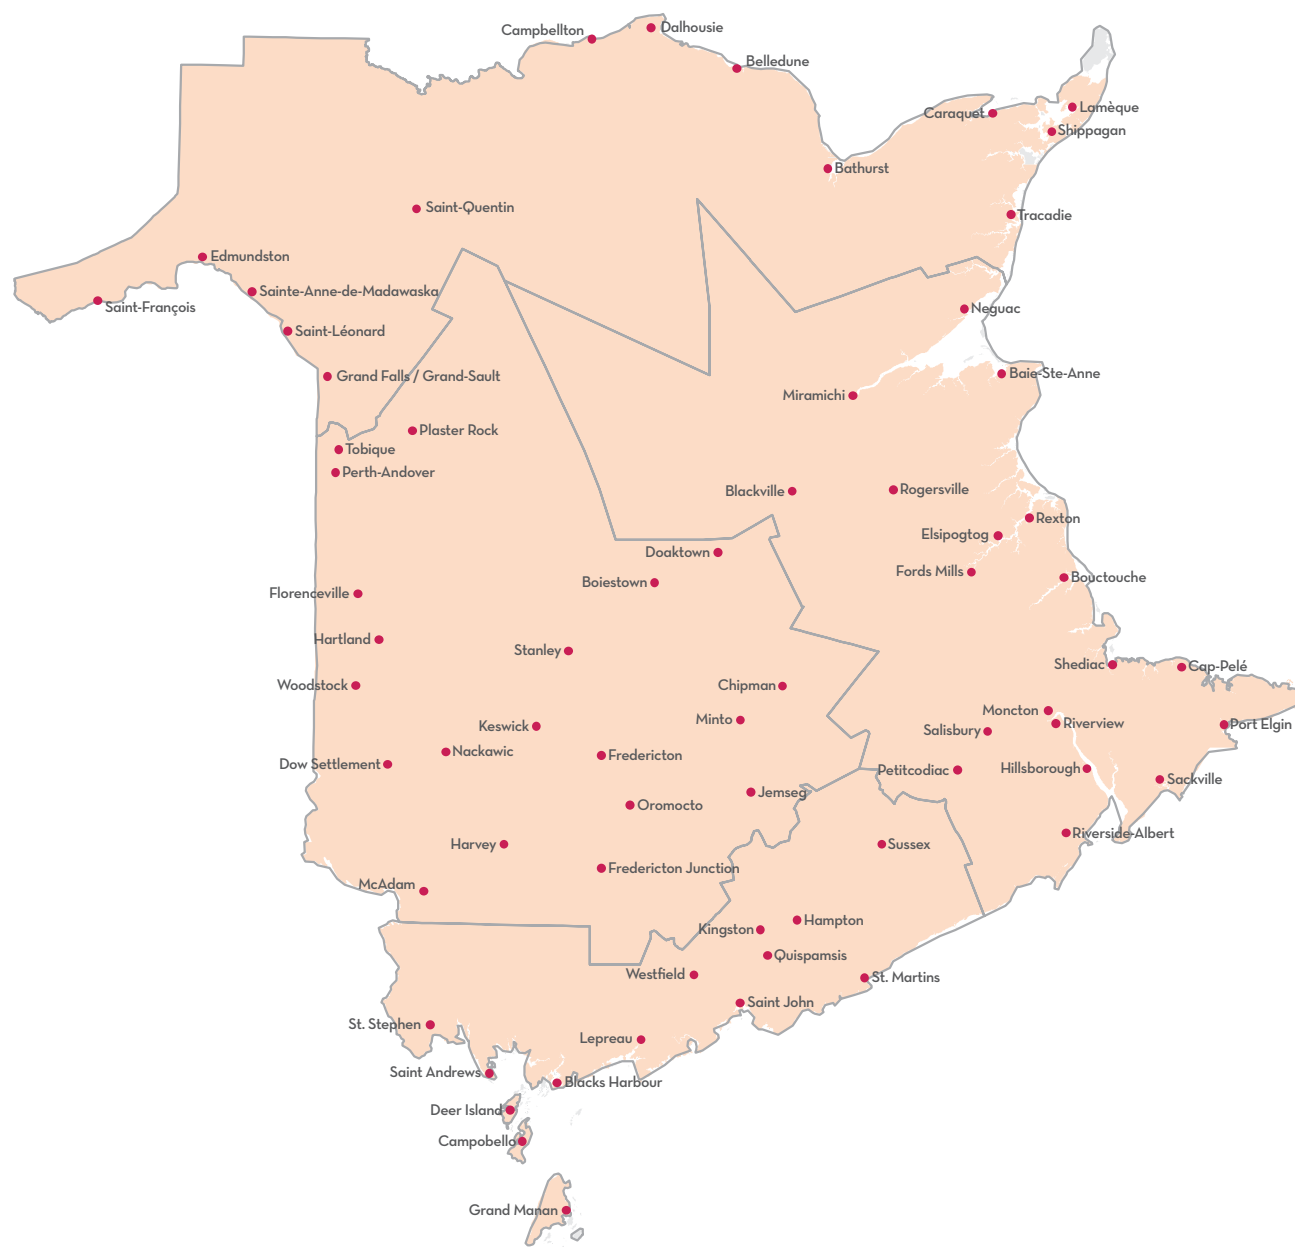 Dalhousie
Campbellton
Belledune
Lamèque
Caraquet
Shippagan
Bathurst
Saint-Quentin
Tracadie
Edmundston
Sainte-Anne-de-Madawaska
Saint-François
Neguac
Saint-Léonard
Baie-Ste-Anne
Grand Falls / Grand-Sault
Miramichi
Plaster Rock
Tobique
Perth-Andover
Rogersville
Blackville
Rexton
Elsipogtog
Doaktown
Fords Mills
Bouctouche
Boiestown
Florenceville
Hartland
Stanley
Shediac
Cap-Pelé
Woodstock
Chipman
Moncton
Minto
Riverview
Port Elgin
Keswick
Salisbury
Nackawic
Fredericton
Dow Settlement
Hillsborough
Petitcodiac
Sackville
Jemseg
Oromocto
Riverside-Albert
Harvey
Sussex
Fredericton Junction
McAdam
Hampton
Kingston
Quispamsis
Westfield
St. Martins
Saint John
St. Stephen
Lepreau
Saint Andrews
Blacks Harbour
Deer Island
Campobello
Grand Manan